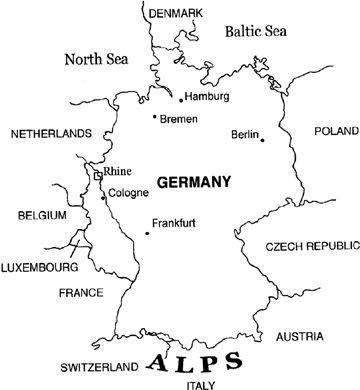 DENMARK
Baltic Sea
North Sea
Hamburg
Bremen
NETHERLANDS
Berlin
POLAND
Rhine
GERMANY
Cologne
BELGIUM
Frankfurt
CZECH REPUBLIC
LUXEMBOURG
FRANCE
AUSTRIA
SWITZERLAND
ALPS
ITALY